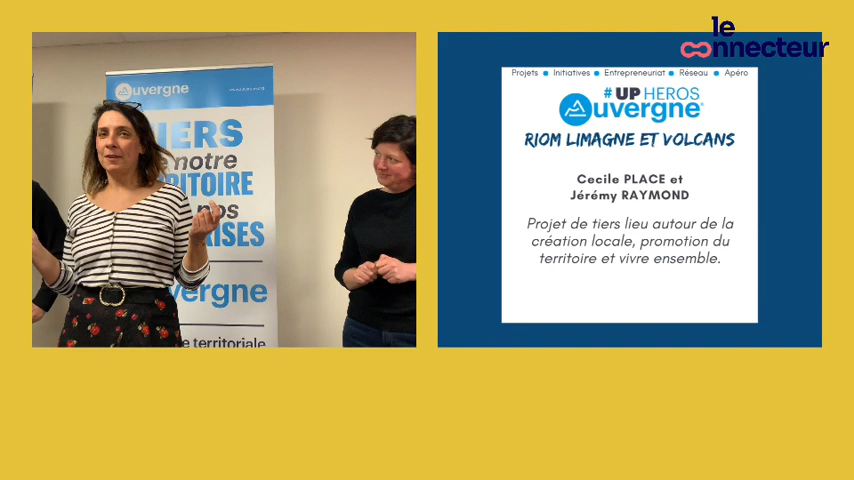 le
connecteur
uvergne
IERS
notre
RITOIRE
nos
RISES
vergne
e territoriale
Projets • Initiatives • Entrepreneuriat • Réseau • Apéro
# UP HEROS
Auvergne
RIOM LIMAGNE ET VOLCANS
Cecile PLACE et
Jérémy RAYMOND
Projet de tiers lieu autour de la
création locale, promotion du
territoire et vivre ensemble.